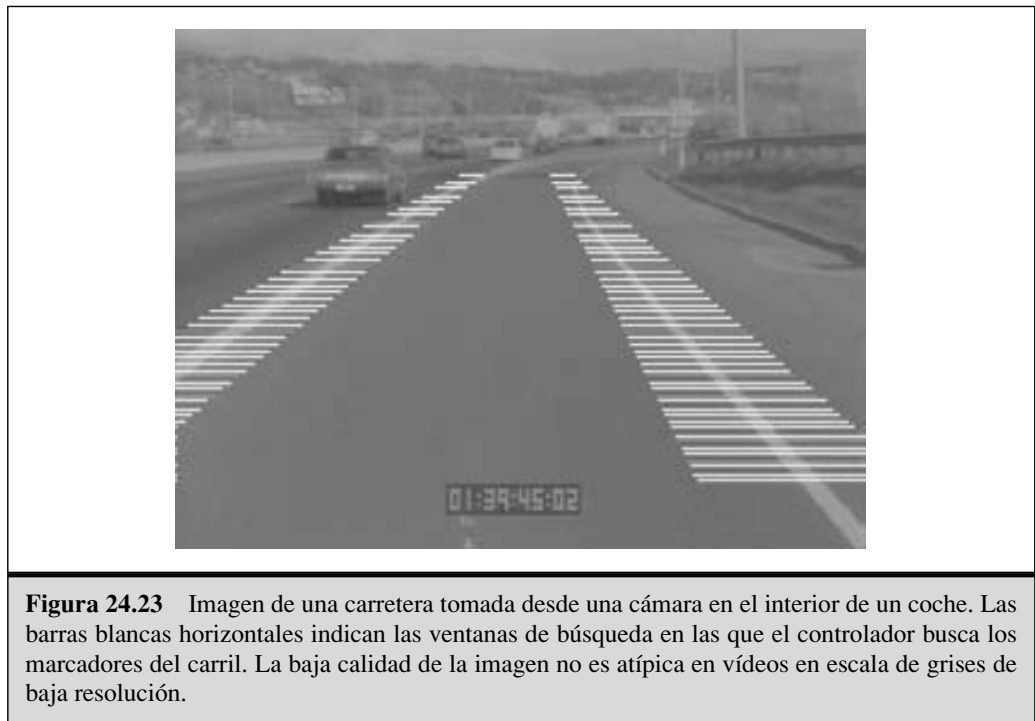 01:39:45:02
Figura 24.23 Imagen de una carretera tomada desde una cámara en el interior de un coche. Las
barras blancas horizontales indican las ventanas de búsqueda en las que el controlador busca los
marcadores del carril. La baja calidad de la imagen no es atípica en vídeos en escala de grises de
baja resolución.